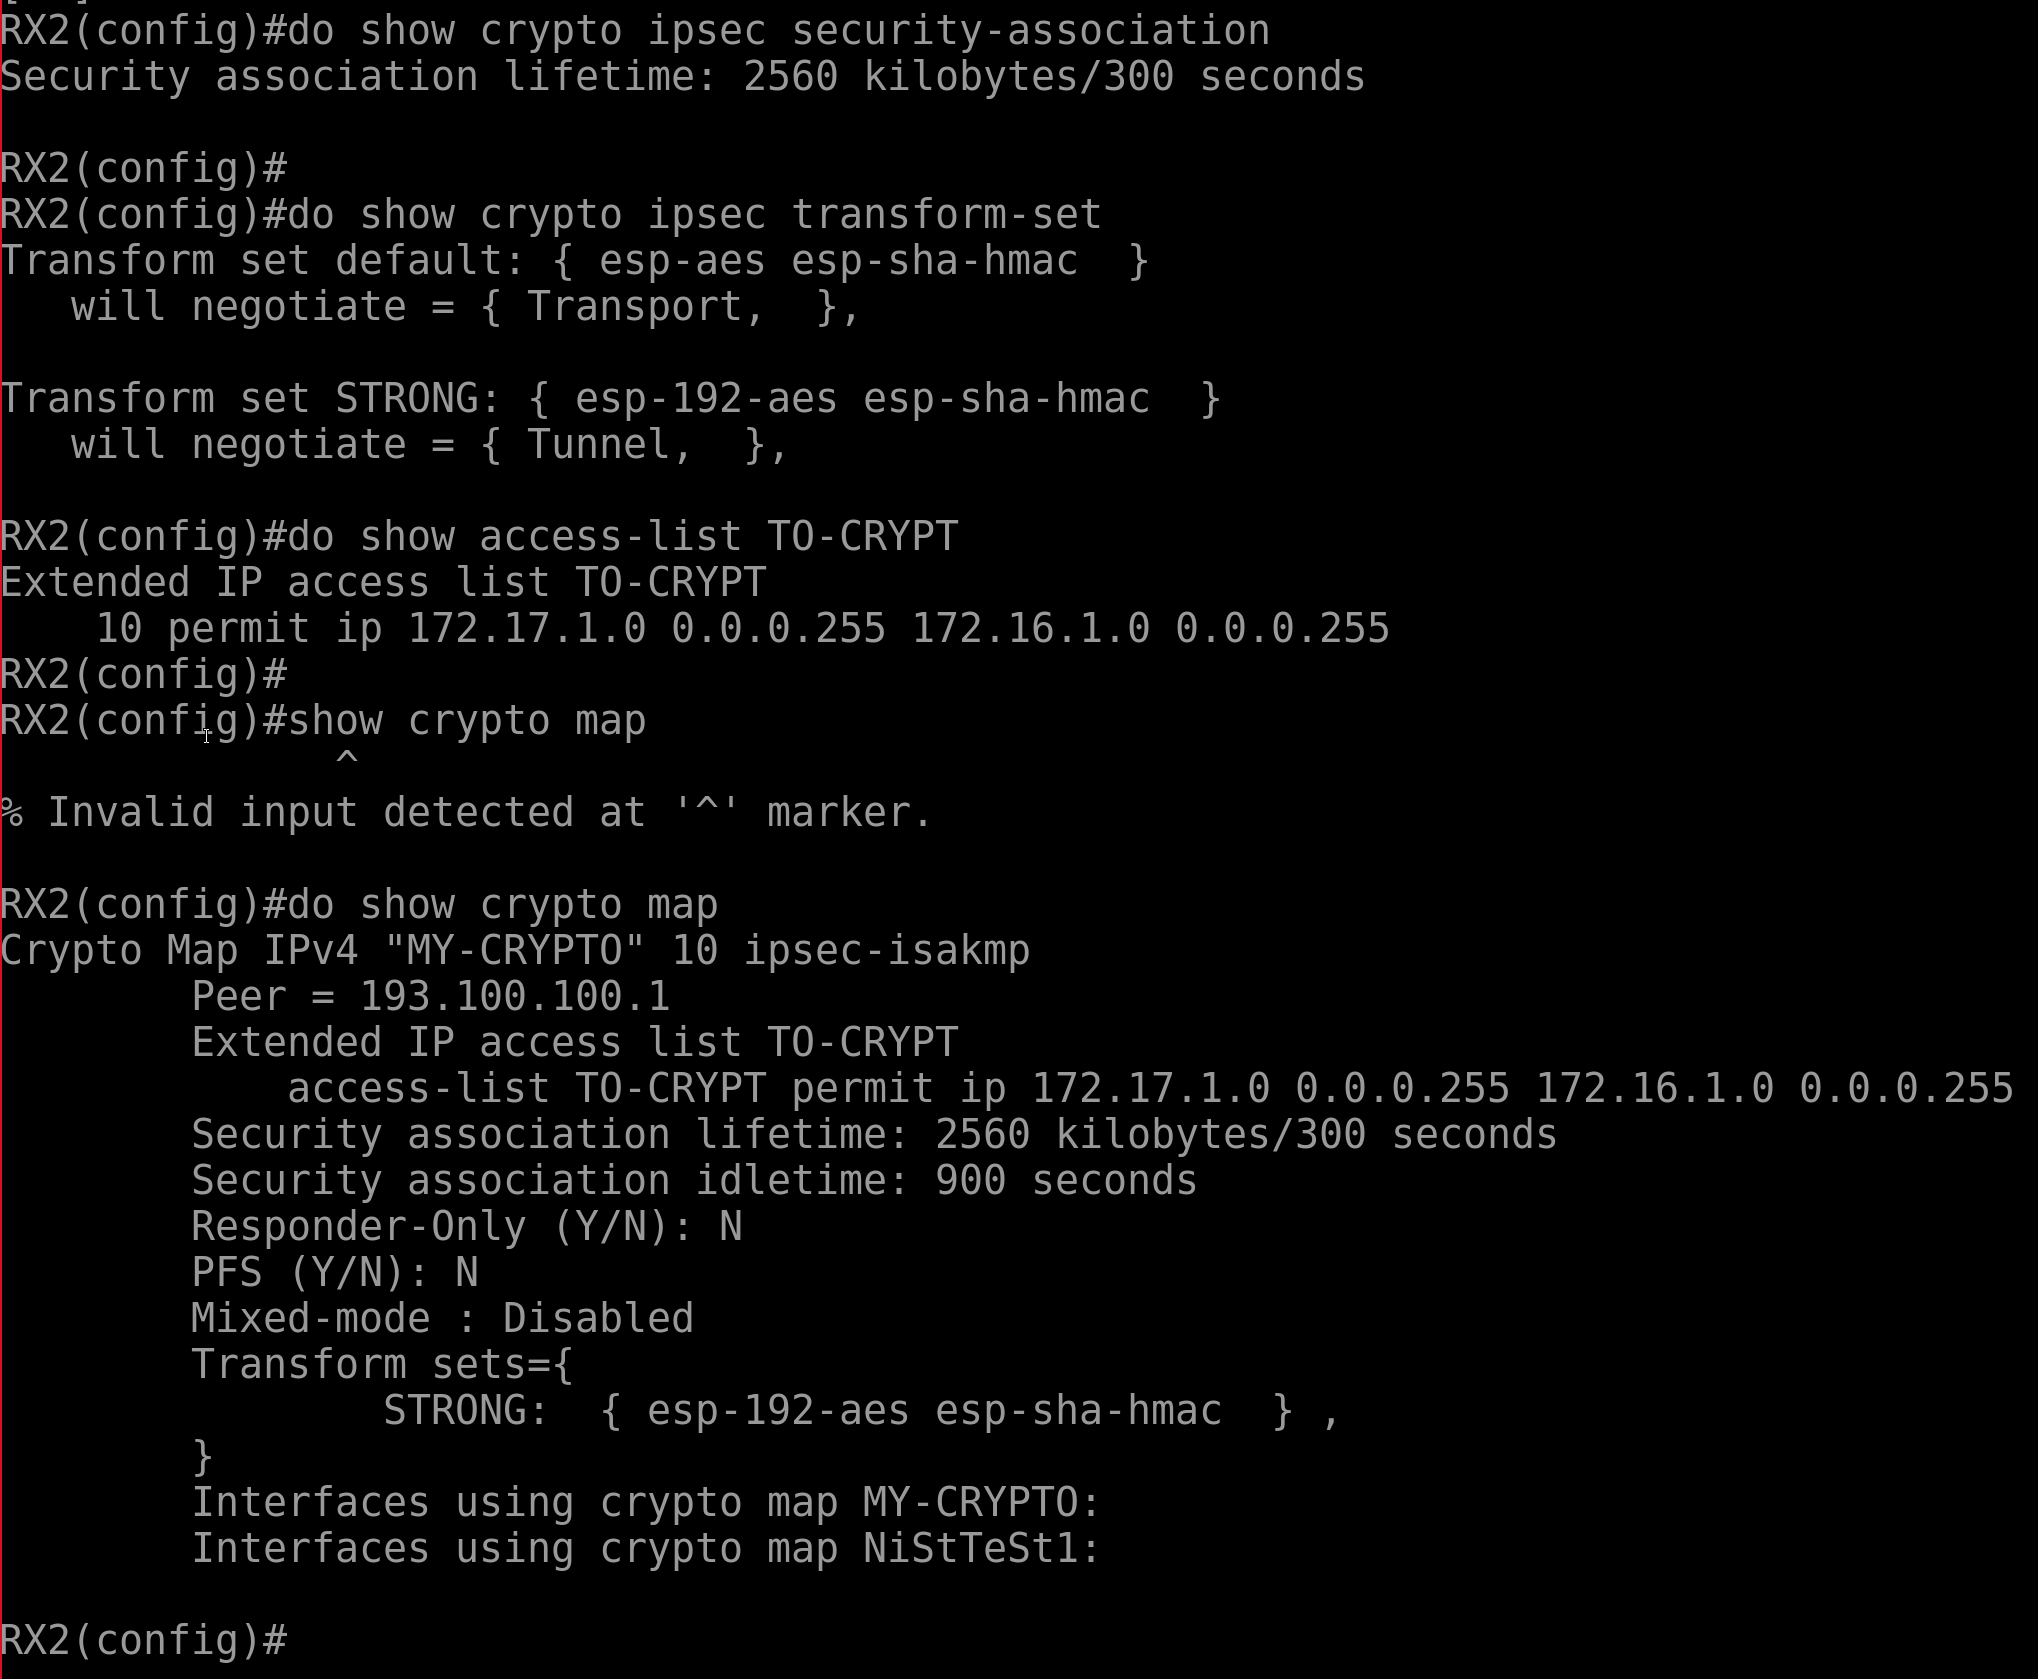 RX2(config)#do show crypto ipsec security-association
Security association lifetime: 2560 kilobytes/300 seconds
RX2(config)#
RX2(config)#do show crypto ipsec transform-set
Transform set default: { esp-aes esp-sha-hmac  }
   will negotiate = { Transport,  },
Transform set STRONG: { esp-192-aes esp-sha-hmac  }
   will negotiate = { Tunnel,  },
RX2(config)#do show access-list TO-CRYPT
Extended IP access list TO-CRYPT
    10 permit ip 172.17.1.0 0.0.0.255 172.16.1.0 0.0.0.255
RX2(config)#
RX2(config)#show crypto map
              ^
% Invalid input detected at '^' marker.
RX2(config)#do show crypto map
Crypto Map IPv4 "MY-CRYPTO" 10 ipsec-isakmp
        Peer = 193.100.100.1
        Extended IP access list TO-CRYPT
            access-list TO-CRYPT permit ip 172.17.1.0 0.0.0.255 172.16.1.0 0.0.0.255
        Security association lifetime: 2560 kilobytes/300 seconds
        Security association idletime: 900 seconds
        Responder-Only (Y/N): N
        PFS (Y/N): N
        Mixed-mode : Disabled
        Transform sets={
                STRONG:  { esp-192-aes esp-sha-hmac  } ,
        }
        Interfaces using crypto map MY-CRYPTO:
        Interfaces using crypto map NiStTeSt1:
RX2(config)#